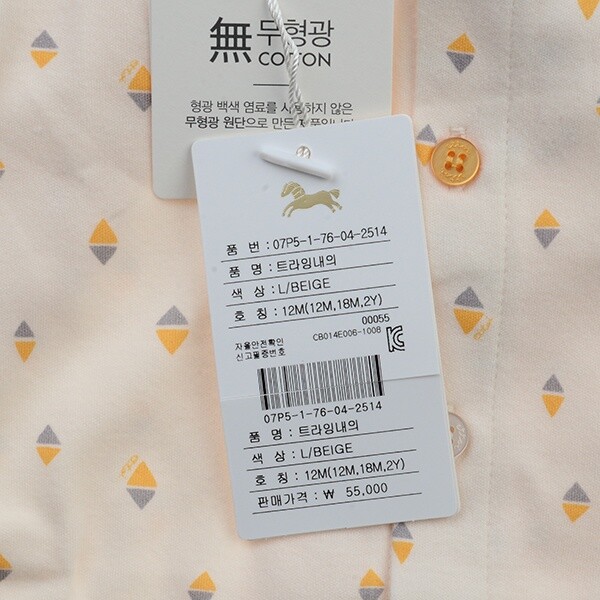 無 무형광
COTTON
형광 백색 염료를 사용하지 않은
무형광 원단으로 만든 제품입니다
품 번 : 07P5-1-76-04-2514
품 명 : 트라잉내의
색 상 : L/BEIGE
호 칭 : 12M(12M,18M,2Y)
00055
자율안전확인 CB014E006-1008
신고필증번호
07P5-1-76-04-2514
품 명 : 트라잉내의
색 상 : L/BEIGE
호 칭 : 12M(12M,18M,2Y)
판매가격 : ₩ 55,000